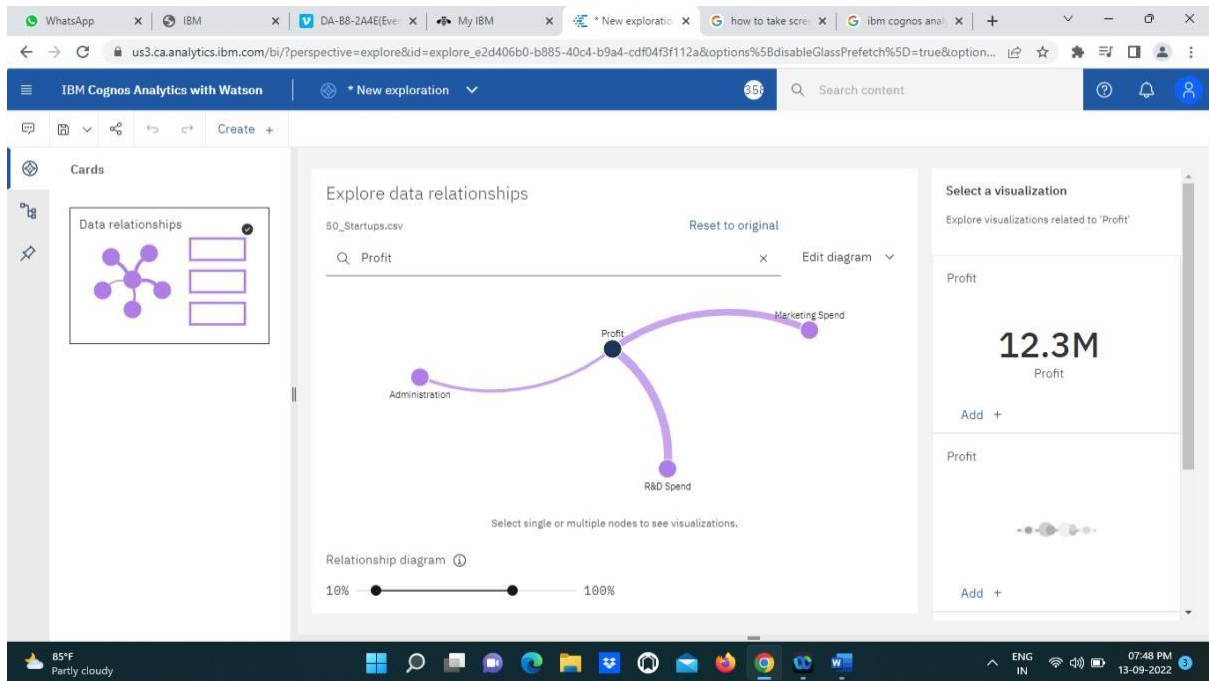 WhatsApp
IBM
DA-B8-2A4E(Ever
My IBM
* New exploratio
how to take scre
ibm cognos anal
us3.ca.analytics.ibm.com/bi/?perspective=explore&id=explore_e2d406b0-b885-40c4-b9a4-cdf04f3f112a&options%5BdisableGlassPrefetch%5D=true&option...
IBM Cognos Analytics with Watson
* New exploration
Search content
Create +
Cards
Data relationships
Explore data relationships
50_Startups.csv
Reset to original
Profit
Edit diagram
Profit
Marketing Spend
Administration
R&D Spend
Select single or multiple nodes to see visualizations.
Relationship diagram
10%
100%
Select a visualization
Explore visualizations related to 'Profit'
Profit
12.3M
Profit
Add +
Profit
Add +
85°F
Partly cloudy
ENG
IN
07:48 PM
13-09-2022
3